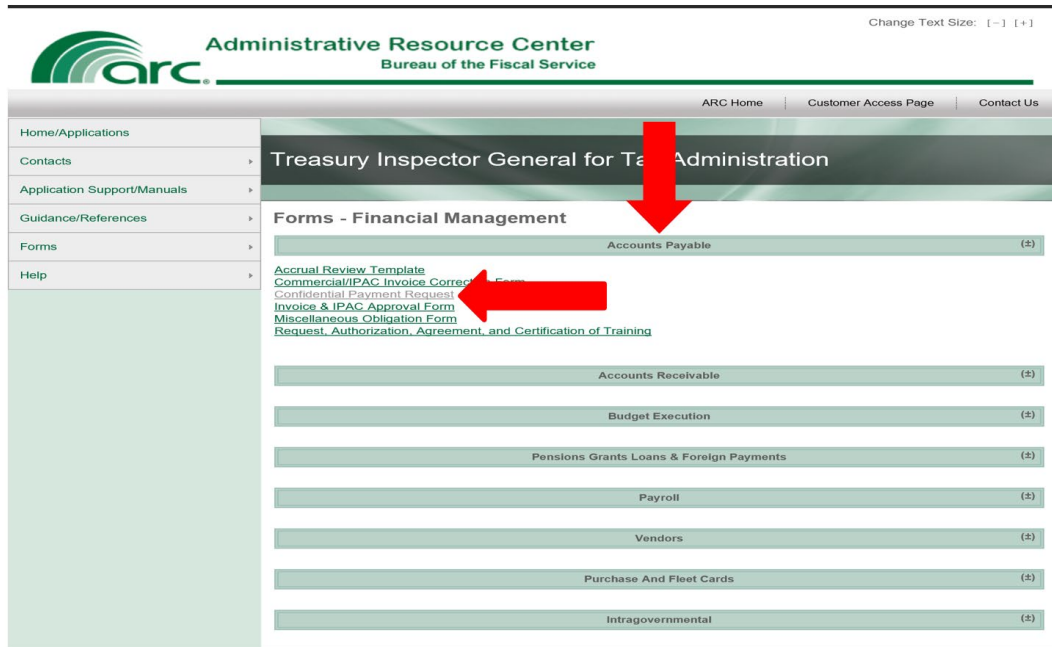 Change Text Size: [-] [+]
arc.
Administrative Resource Center
Bureau of the Fiscal Service
ARC Home
Customer Access Page
Contact Us
Home/Applications
Contacts
Application Support/Manuals
Guidance/References
Forms
Help
Treasury Inspector General for Administration
Forms - Financial Management
Accounts Payable (±)
Accrual Review Template
Commercial/IPAC Invoice Form
Confidential Payment Request
Invoice & IPAC Approval Form
Miscellaneous Obligation Form
Request, Authorization, Agreement, and Certification of Training
Accounts Receivable (±)
Budget Execution (±)
Pensions Grants Loans & Foreign Payments (±)
Payroll (±)
Vendors (±)
Purchase And Fleet Cards (±)
Intragovernmental (±)